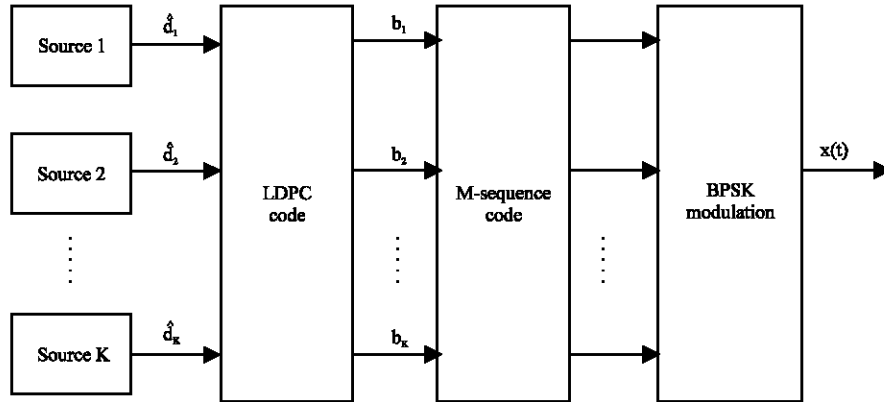 Source 1
d̂₁
b₁
Source 2
d̂₂
LDPC
code
b₂
M-sequence
code
BPSK
modulation
x(t)
Source K
d̂ₖ
bₖ